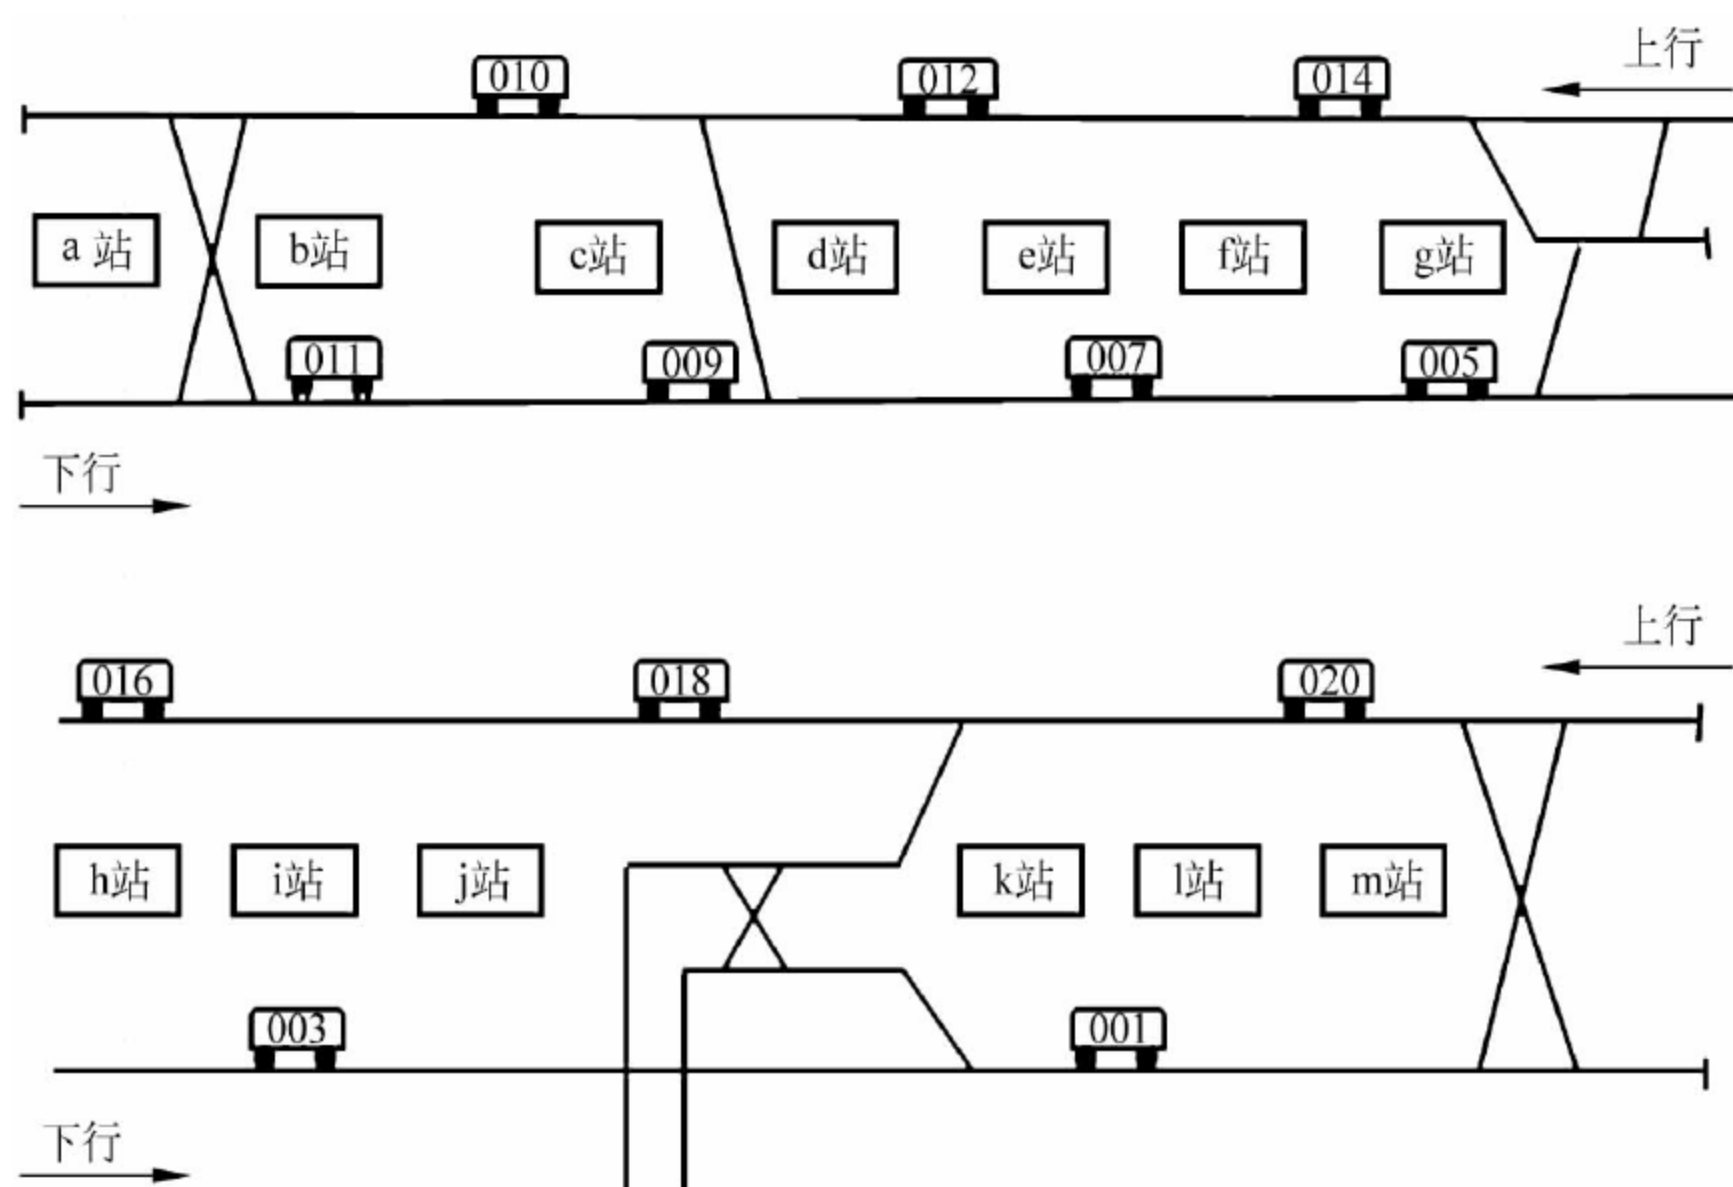 上行
010 012 014
a 站 b站 c站 d站 e站 f站 g站
011 009 007 005
下行
上行
016 018 020
h站 i站 j站 k站 l站 m站
003 001
下行